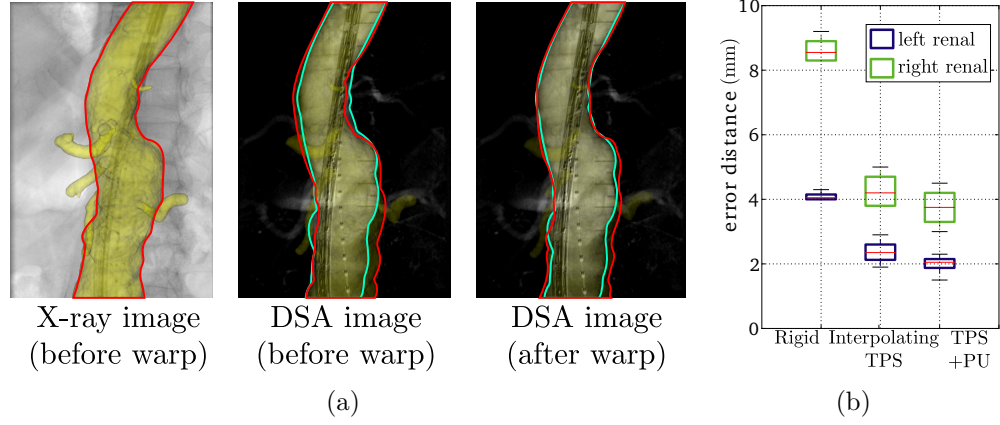 X-ray image
(before warp)
DSA image
(before warp)
DSA image
(after warp)
(a)
error distance (mm)
10
8
6
4
2
0
left renal
right renal
Rigid
Interpolating
TPS
TPS
+PU
(b)